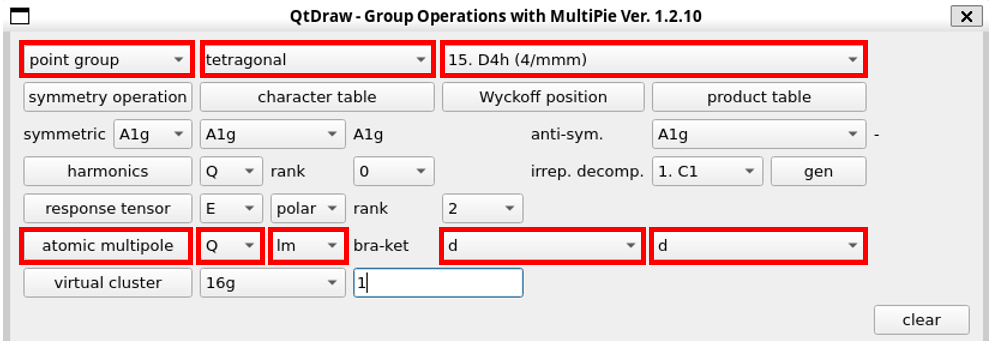 QtDraw - Group Operations with MultiPie Ver. 1.2.10
point group tetragonal 15. D4h (4/mmm)
symmetry operation character table Wyckoff position product table
symmetric A1g A1g A1g anti-sym. A1g -
harmonics Q rank 0 irrep. decomp. 1. C1 gen
response tensor E polar rank 2
atomic multipole Q lm bra-ket d d
virtual cluster 16g 1
clear